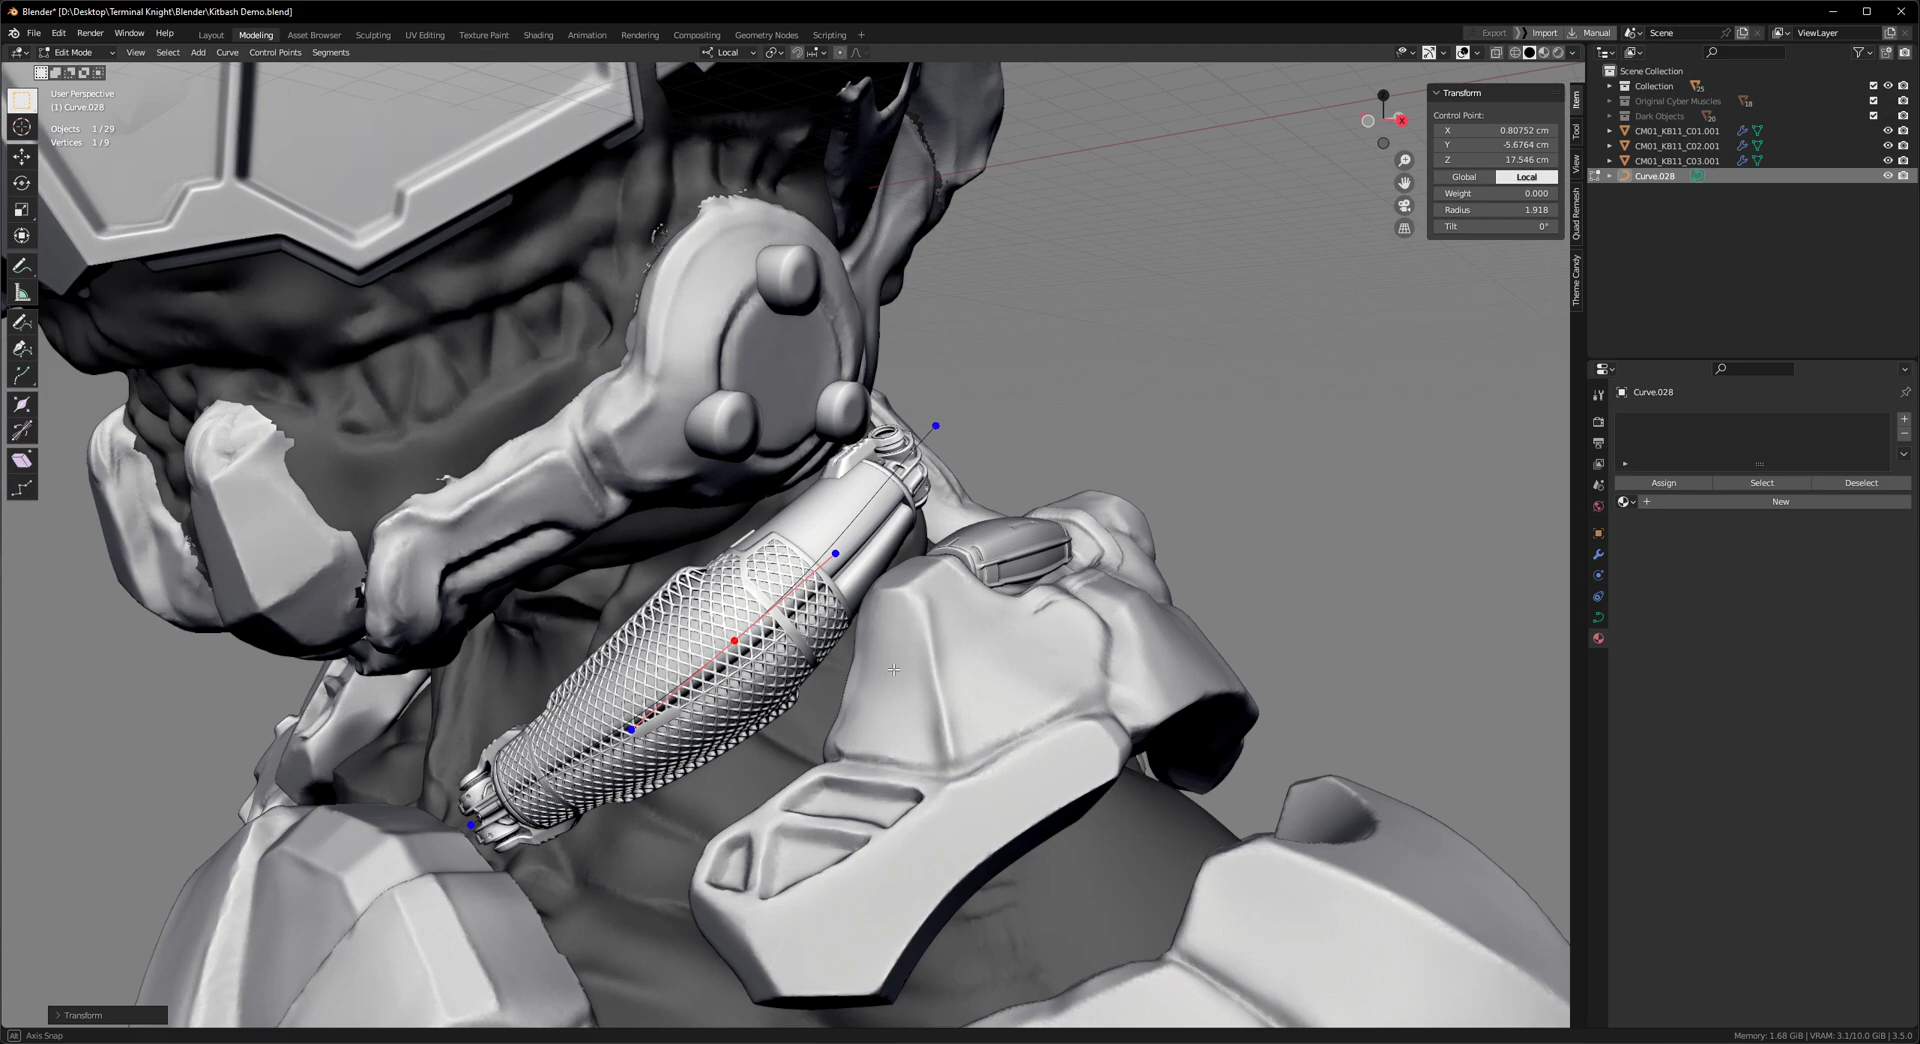 Blender* [D:\Desktop\Terminal Knight\Blender\Kitbash Demo.blend]
File Edit Render Window Help Layout Modeling Asset Browser Sculpting UV Editing Texture Paint Shading Animation Rendering Compositing Geometry Nodes Scripting + Export Import Manual Scene ViewLayer
Edit Mode View Select Add Curve Control Points Segments Local
User Perspective
(1) Curve.028
Objects 1/29
Vertices 1/9
Transform
Control Point:
X 0.80752 cm
Y -5.6764 cm
Z 17.546 cm
Global Local
Weight 0.000
Radius 1.918
Tilt 0°
X
Item
Tool
View
Quad Remesh
Theme Candy
Scene Collection
Collection 25
Original Cyber Muscles 18
Dark Objects 20
CM01_KB11_C01.001
CM01_KB11_C02.001
CM01_KB11_C03.001
Curve.028
Curve.028
Assign Select Deselect
New
Transform
Alt Axis Snap
Memory: 1.68 GiB | VRAM: 3.1/10.0 GiB | 3.5.0